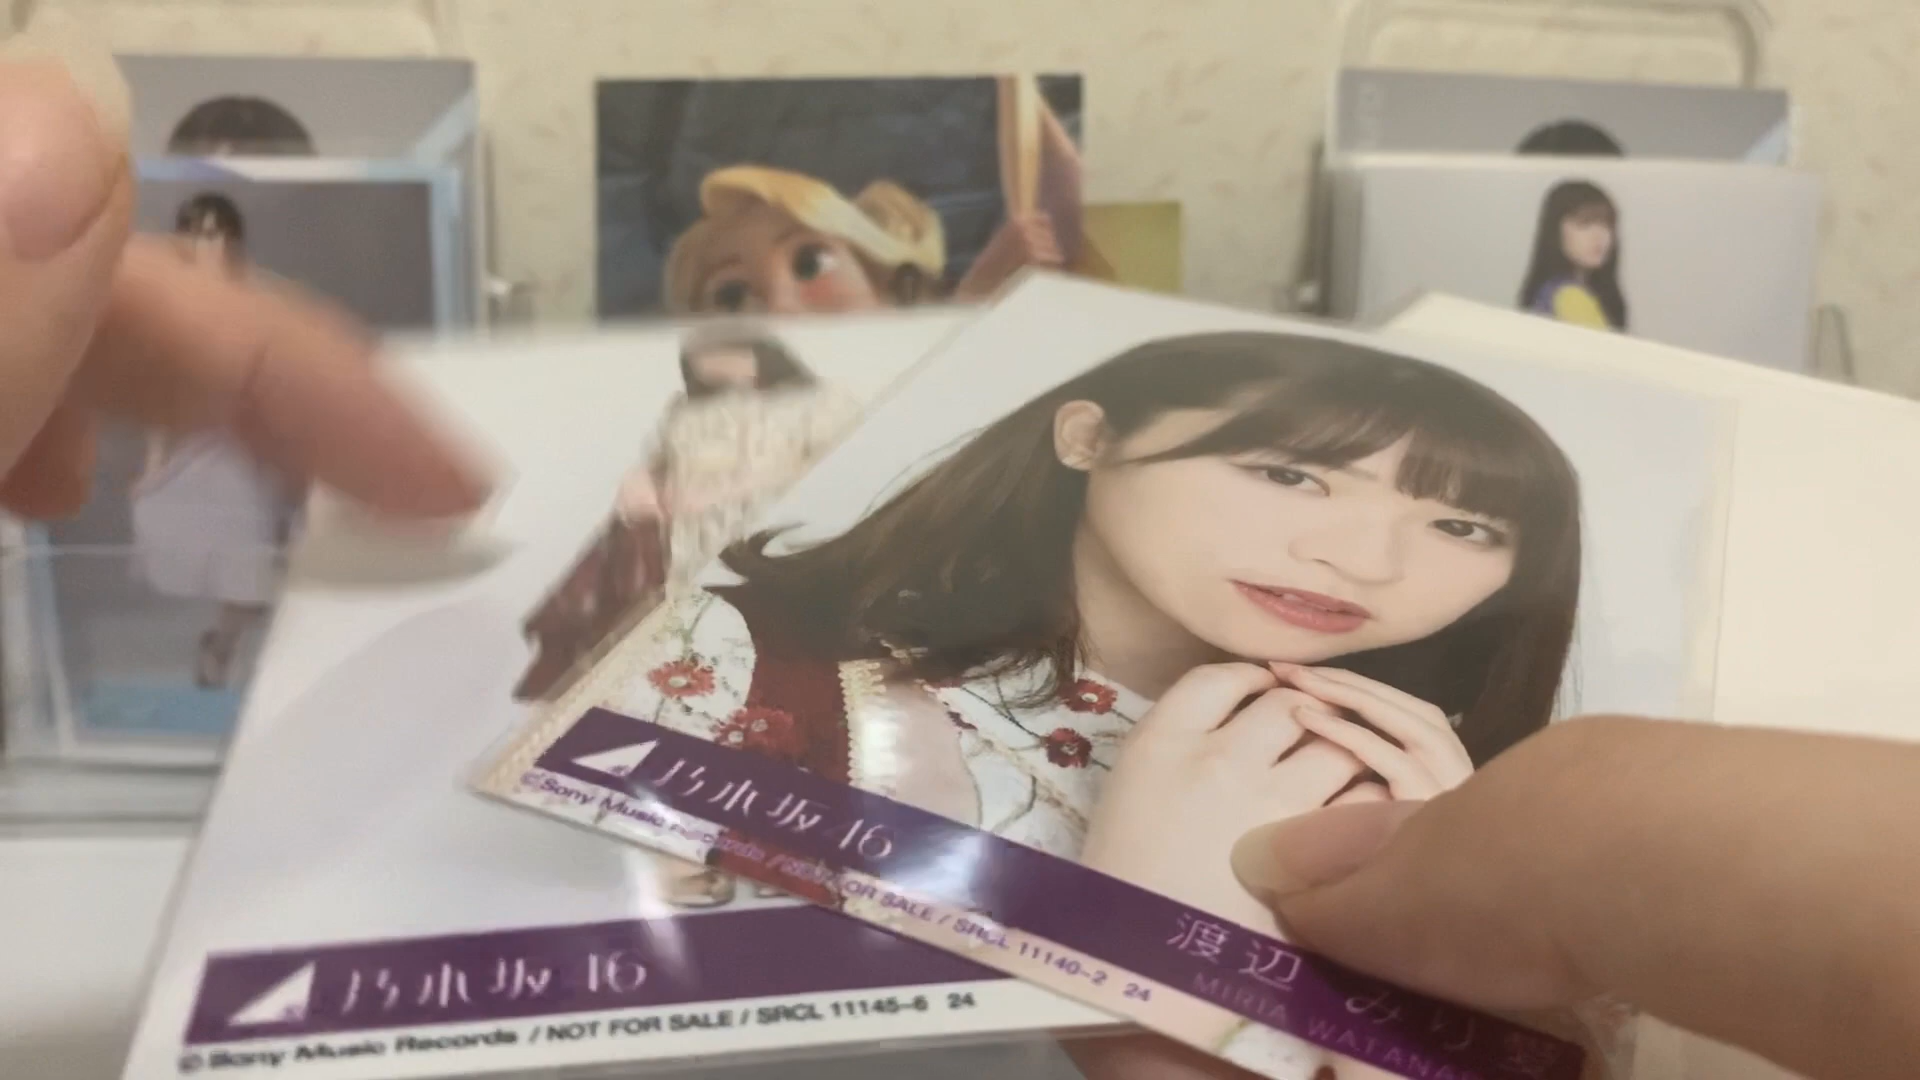 乃木坂46
©Sony Music Records / NOT FOR SALE / SRCL 11140-2 24
渡辺 みり愛
MIRIA WATANA
乃木坂46
©Sony Music Records / NOT FOR SALE / SRCL 11145-6 24